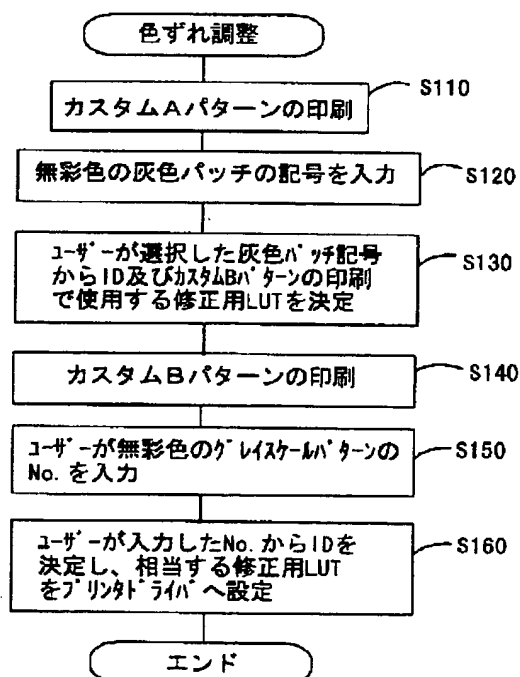 色ずれ調整
カスタムAパターンの印刷
S110
無彩色の灰色パッチの記号を入力
S120
ユーザーが選択した灰色パッチ記号
からID及びカスタムBパターンの印刷
で使用する修正用LUTを決定
S130
カスタムBパターンの印刷
S140
ユーザーが無彩色のグレイスケールパターンの
No. を入力
S150
ユーザーが入力したNo. からIDを
決定し、相当する修正用LUT
をプリンタドライバへ設定
S160
エンド